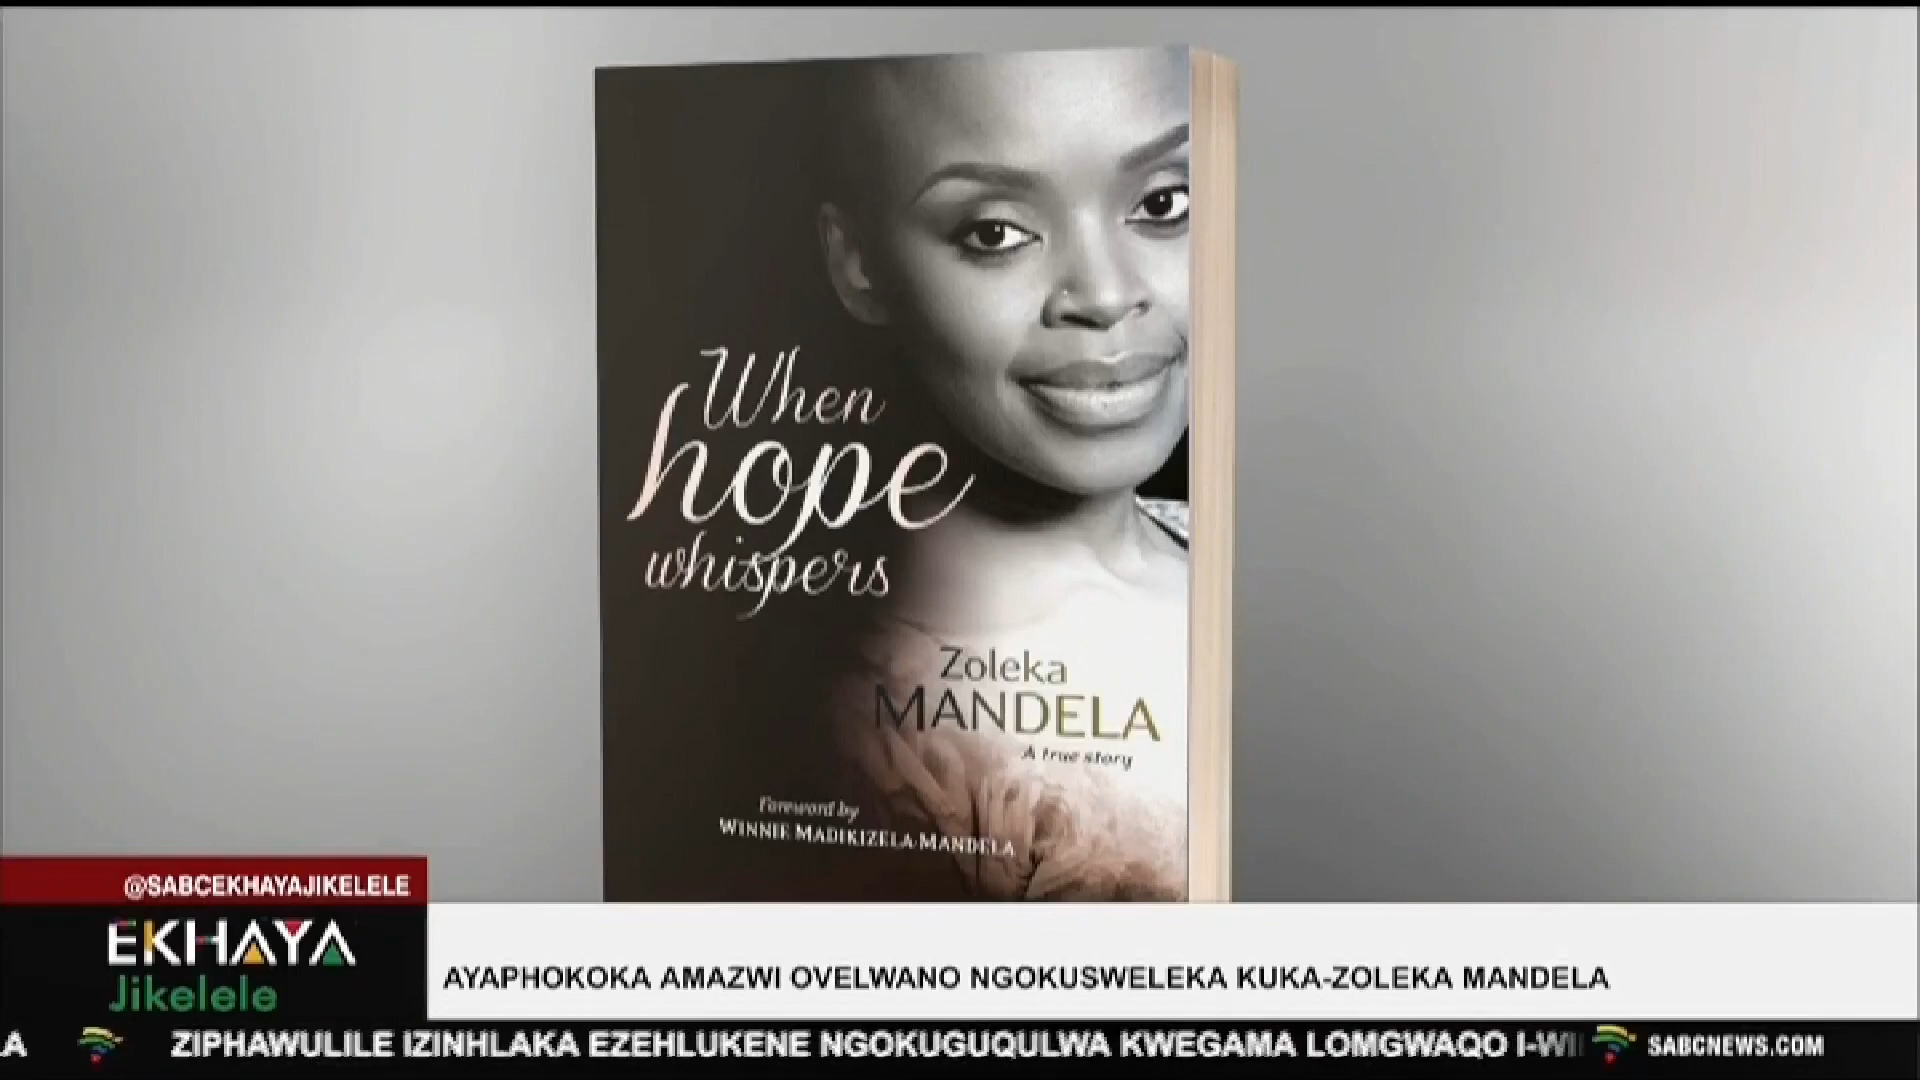 When
hope
whispers
Zoleka
MANDELA
A true story
Foreword by
WINNIE MADIKIZELA-MANDELA
@SABCEKHAYAJIKELELE
EKHAYA
Jikelele
AYAPHOKOKA AMAZWI OVELWANO NGOKUSWELEKA KUKA-ZOLEKA MANDELA
A ZIPHAWULILE IZINHLAKA EZEHLUKENE NGOKUGUQULWA KWEGAMA LOMGWAQO I-WI SABCNEWS.COM